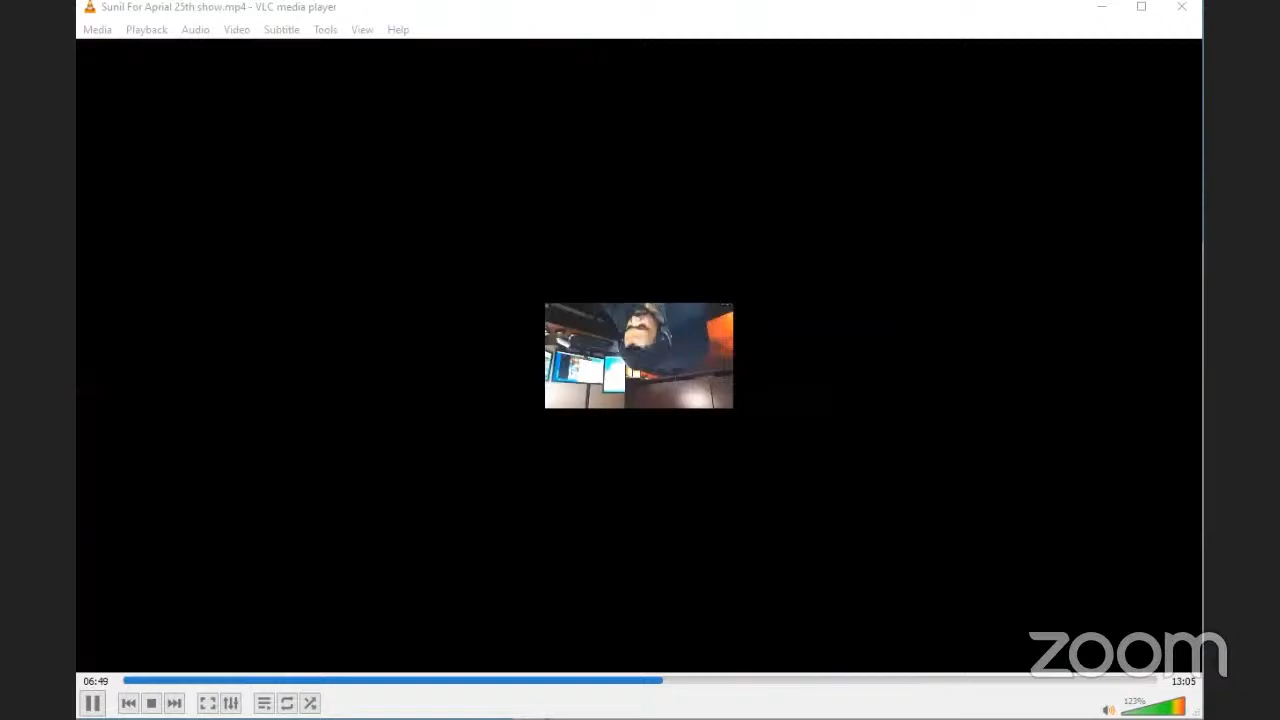 Sunil For Aprial 25th show.mp4 - VLC media player
Media Playback Audio Video Subtitle Tools View Help
zoom
06:49 13:05
123%